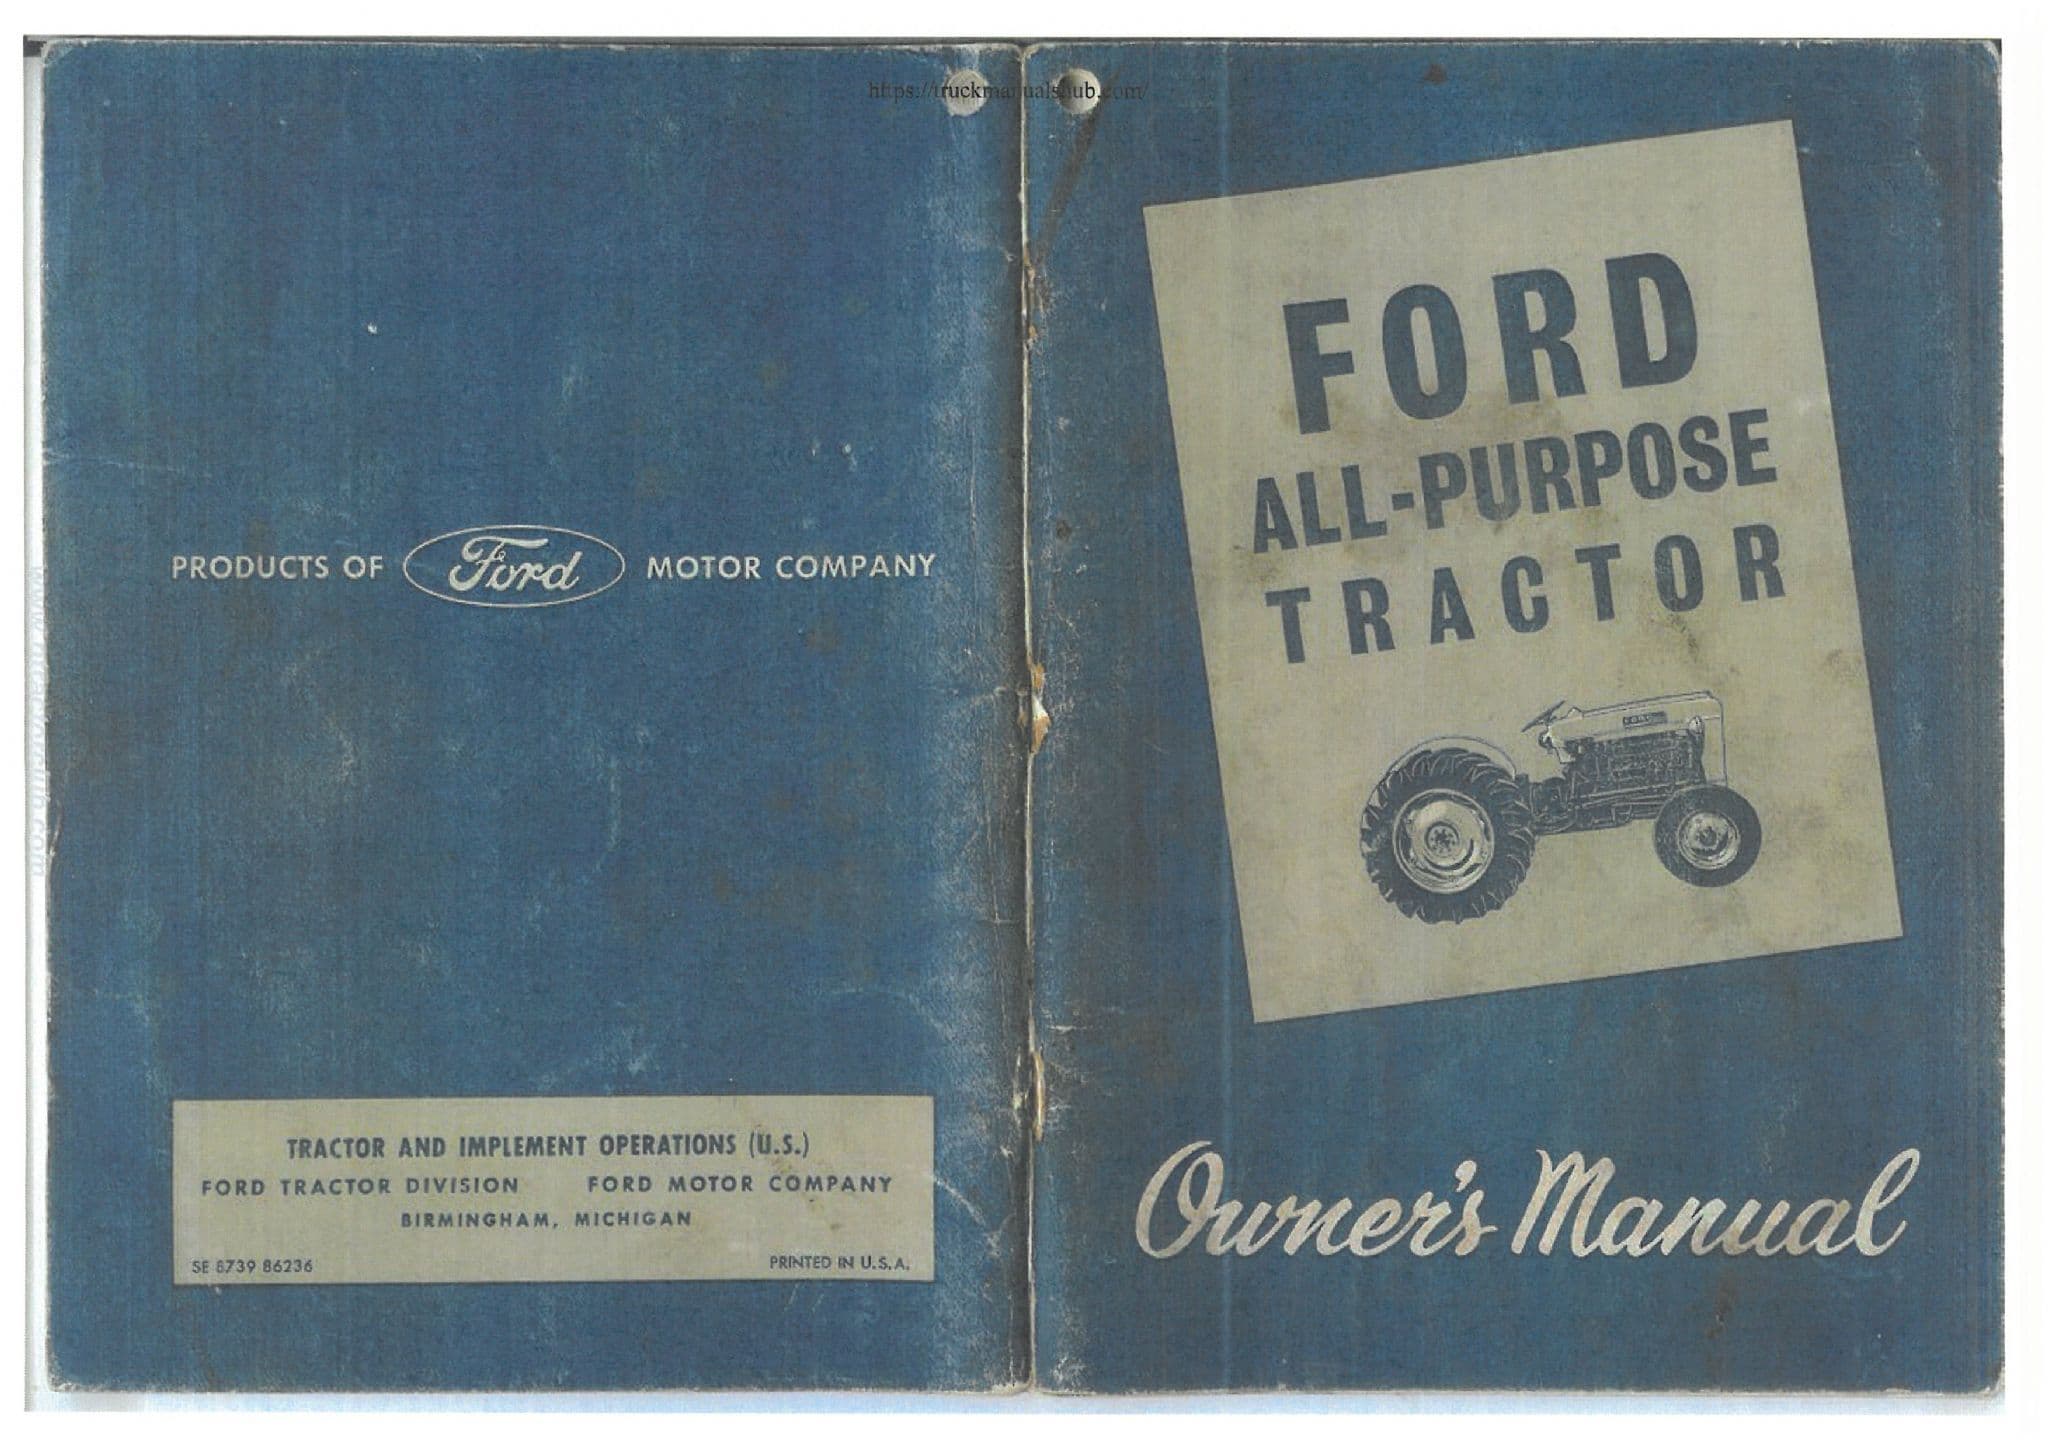 https://truckmanualshub.com/
PRODUCTS OF Ford MOTOR COMPANY
TRACTOR AND IMPLEMENT OPERATIONS (U.S.)
FORD TRACTOR DIVISION FORD MOTOR COMPANY
BIRMINGHAM, MICHIGAN
SE 8739 86236 PRINTED IN U.S.A.
FORD
ALL-PURPOSE
TRACTOR
FORD
Owner's Manual